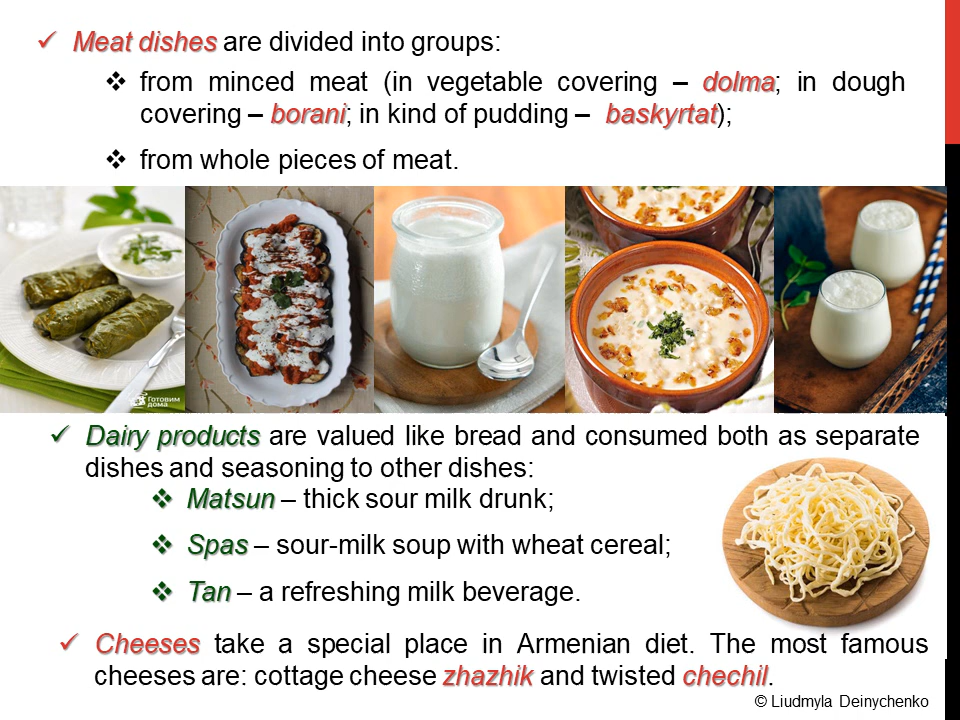 ✓ Meat dishes are divided into groups:
❖ from minced meat (in vegetable covering – dolma; in dough
covering – borani; in kind of pudding – baskyrtat);
❖ from whole pieces of meat.
Готовим
дома
✓ Dairy products are valued like bread and consumed both as separate
dishes and seasoning to other dishes:
❖ Matsun – thick sour milk drunk;
❖ Spas – sour-milk soup with wheat cereal;
❖ Tan – a refreshing milk beverage.
✓ Cheeses take a special place in Armenian diet. The most famous
cheeses are: cottage cheese zhazhik and twisted chechil.
© Liudmyla Deinychenko